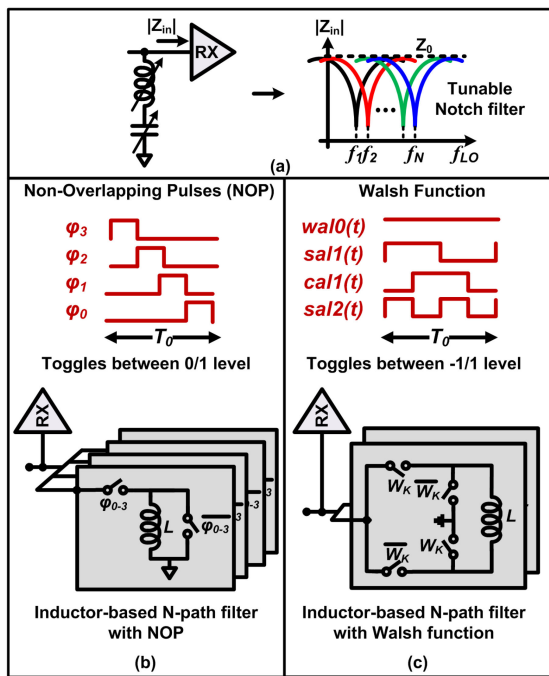 |Zin|
RX
|Zin|
Z0
Tunable
Notch filter
f1 f2 ... fN fLO
(a)
Non-Overlapping Pulses (NOP)
φ3
φ2
φ1
φ0
T0
Toggles between 0/1 level
RX
φ0-3
L
φ0-3
Inductor-based N-path filter
with NOP
(b)
Walsh Function
wal0(t)
sal1(t)
cal1(t)
sal2(t)
T0
Toggles between -1/1 level
RX
WK
WK
L
WK
WK
Inductor-based N-path filter
with Walsh function
(c)